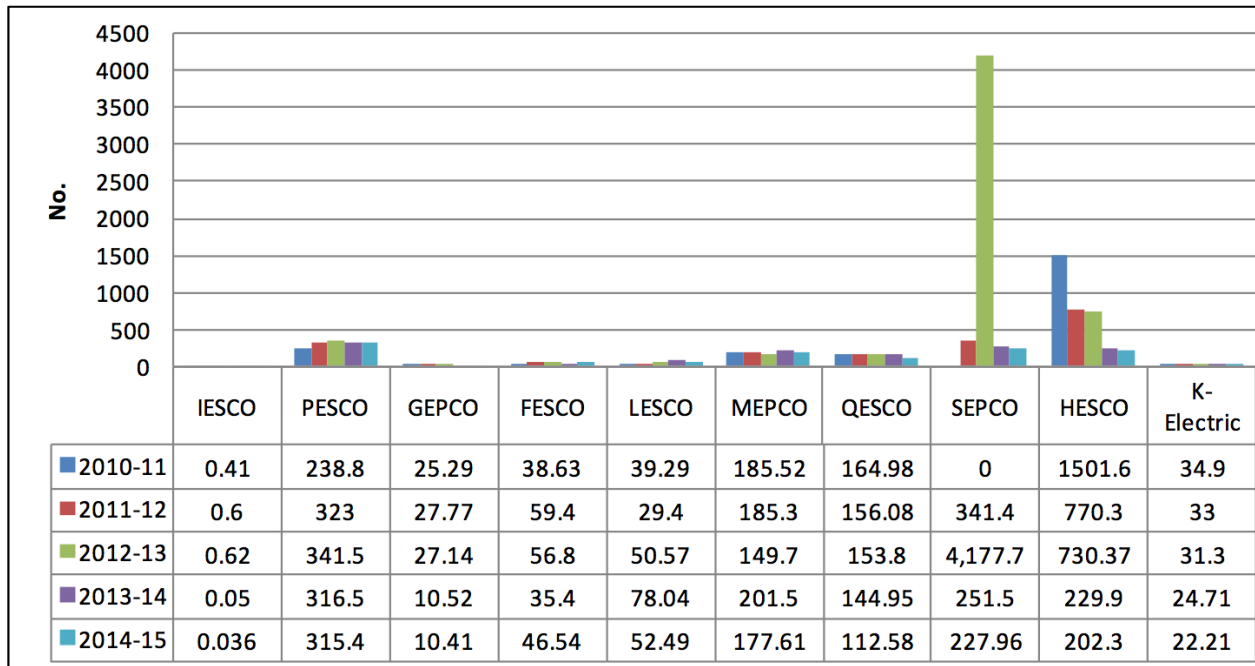 4500
4000
3500
3000
2500
2000
1500
1000
500
0
No.
IESCO PESCO GEPCO FESCO LESCO MEPCO QESCO SEPCO HESCO K-Electric
2010-11 0.41 238.8 25.29 38.63 39.29 185.52 164.98 0 1501.6 34.9
2011-12 0.6 323 27.77 59.4 29.4 185.3 156.08 341.4 770.3 33
2012-13 0.62 341.5 27.14 56.8 50.57 149.7 153.8 4,177.7 730.37 31.3
2013-14 0.05 316.5 10.52 35.4 78.04 201.5 144.95 251.5 229.9 24.71
2014-15 0.036 315.4 10.41 46.54 52.49 177.61 112.58 227.96 202.3 22.21